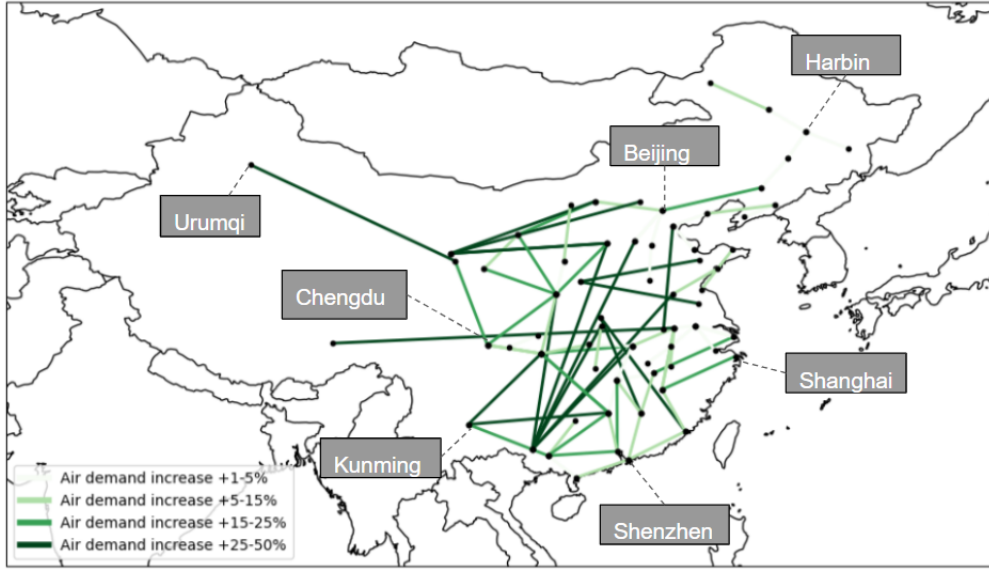 Harbin
Beijing
Urumqi
Chengdu
Shanghai
Kunming
Shenzhen
Air demand increase +1-5%
Air demand increase +5-15%
Air demand increase +15-25%
Air demand increase +25-50%